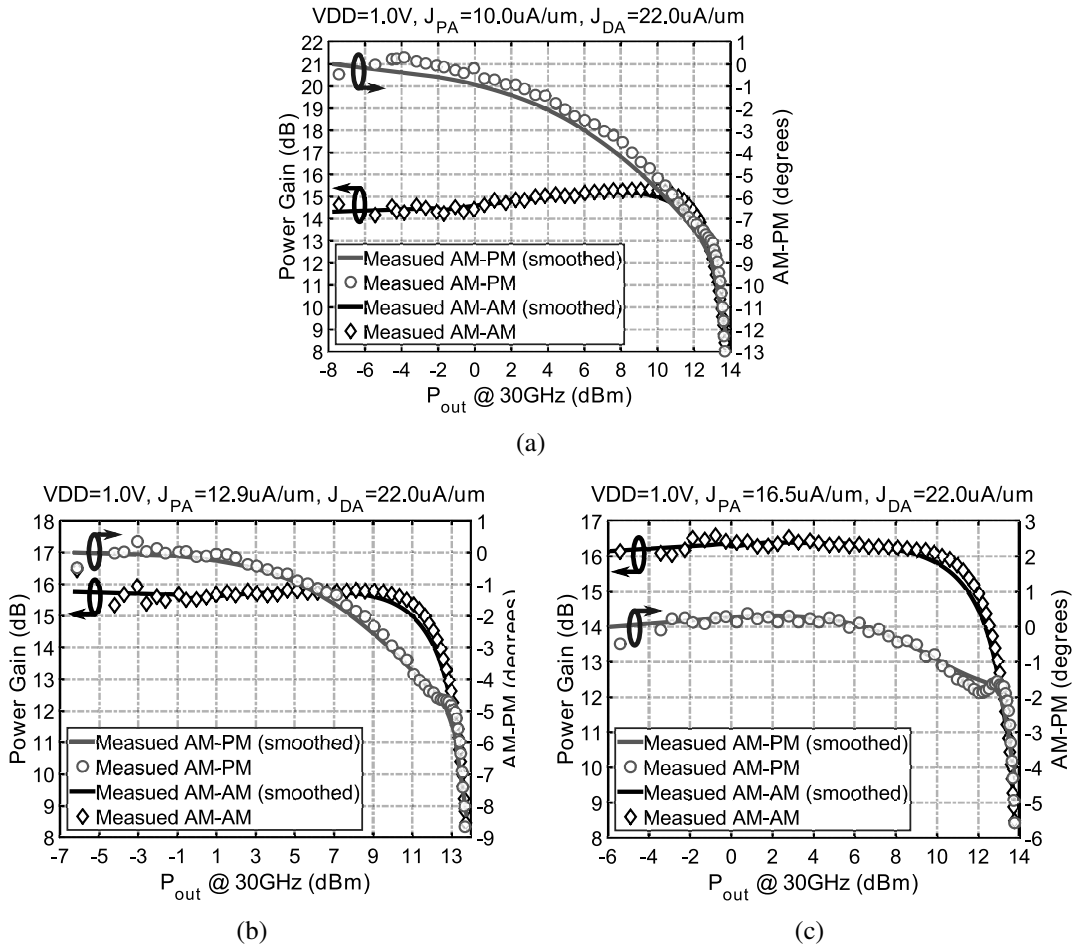 VDD=1.0V, J_PA=10.0uA/um, J_DA=22.0uA/um
22
21
20
19
18
17
16
15
14
13
12
11
10
9
8
Power Gain (dB)
1
0
-1
-2
-3
-4
-5
-6
-7
-8
-9
-10
-11
-12
-13
AM-PM (degrees)
Measued AM-PM (smoothed)
Measued AM-PM
Measued AM-AM (smoothed)
Measued AM-AM
-8 -6 -4 -2 0 2 4 6 8 10 12 14
P_out @ 30GHz (dBm)
(a)
VDD=1.0V, J_PA=12.9uA/um, J_DA=22.0uA/um
18
17
16
15
14
13
12
11
10
9
8
Power Gain (dB)
1
0
-1
-2
-3
-4
-5
-6
-7
-8
-9
AM-PM (degrees)
Measued AM-PM (smoothed)
Measued AM-PM
Measued AM-AM (smoothed)
Measued AM-AM
-7 -5 -3 -1 1 3 5 7 9 11 13
P_out @ 30GHz (dBm)
(b)
VDD=1.0V, J_PA=16.5uA/um, J_DA=22.0uA/um
17
16
15
14
13
12
11
10
9
8
Power Gain (dB)
3
2
1
0
-1
-2
-3
-4
-5
-6
AM-PM (degrees)
Measued AM-PM (smoothed)
Measued AM-PM
Measued AM-AM (smoothed)
Measued AM-AM
-6 -4 -2 0 2 4 6 8 10 12 14
P_out @ 30GHz (dBm)
(c)